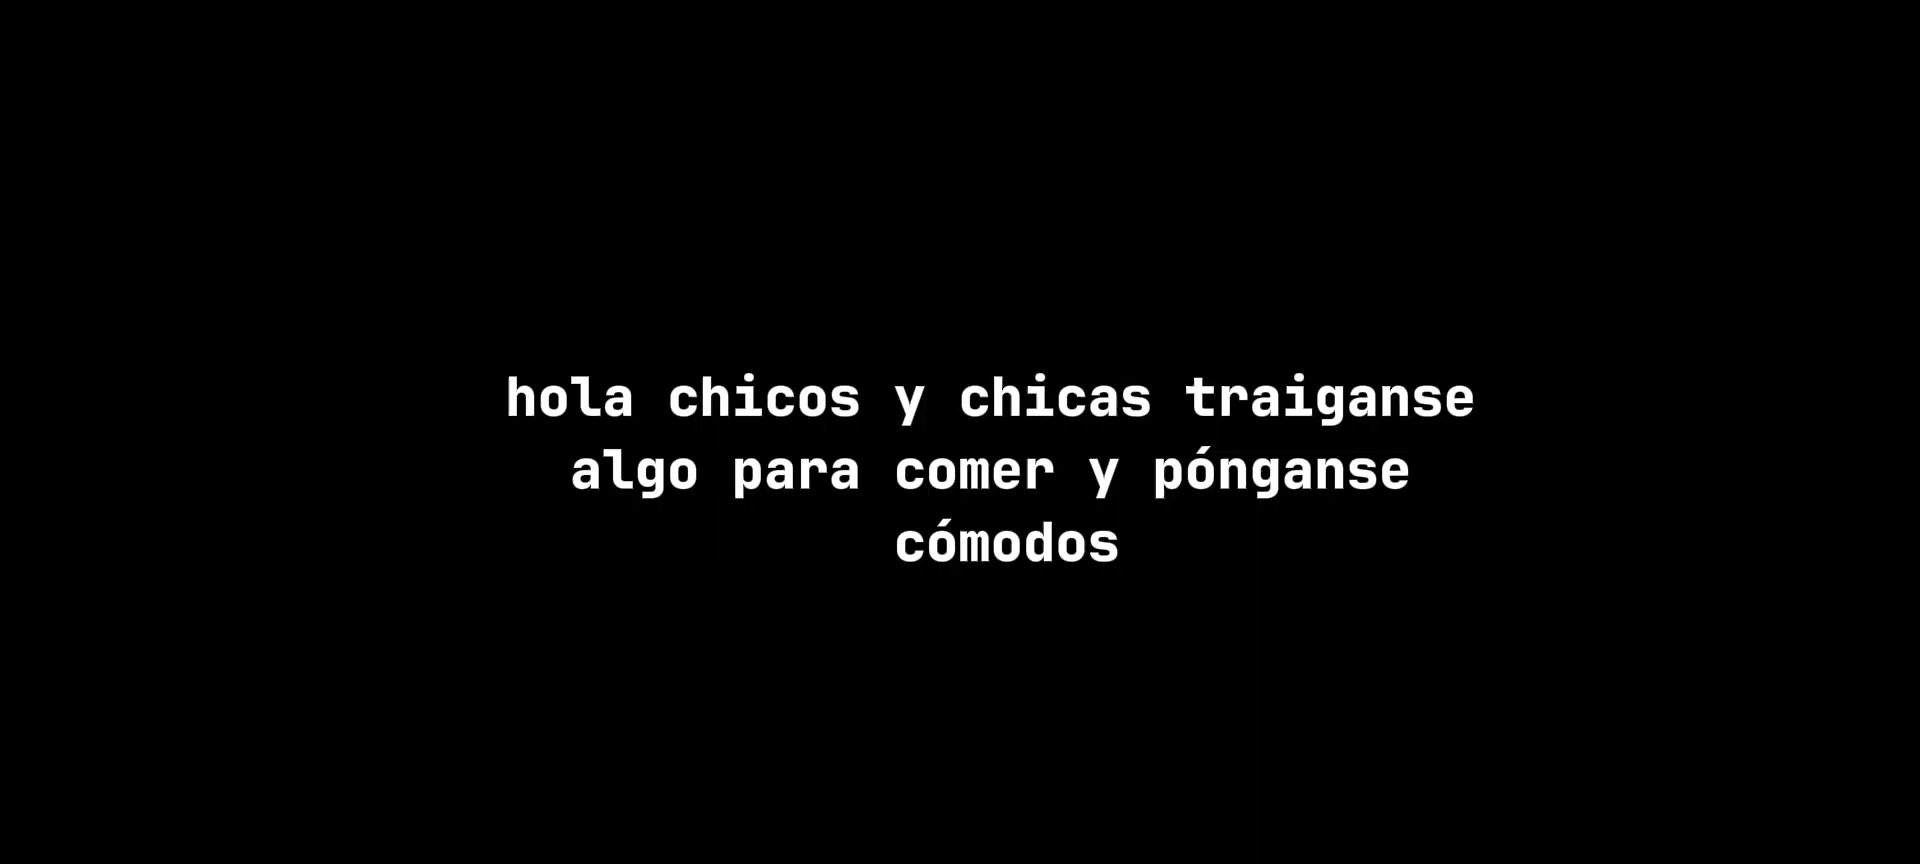 hola chicos y chicas traiganse
algo para comer y pónganse
cómodos